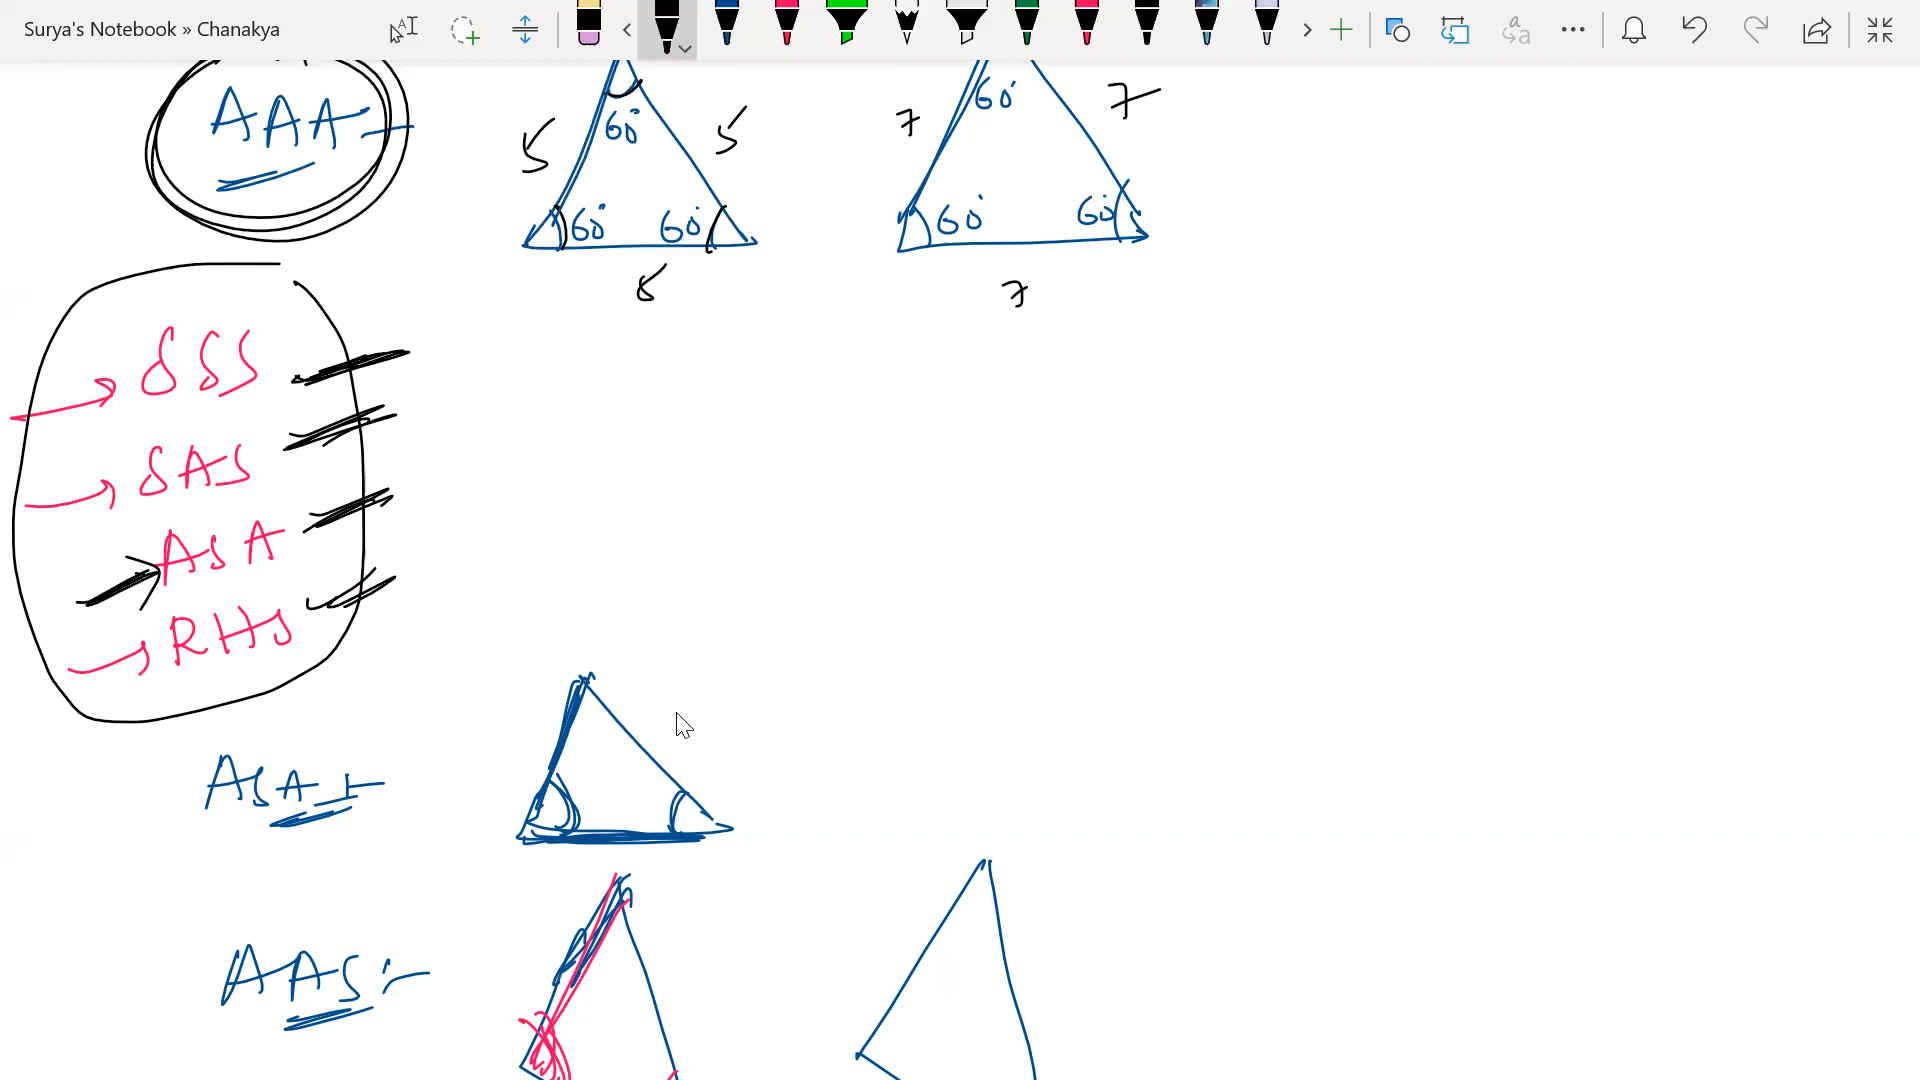 Surya's Notebook » Chanakya
AAA
60°
60° 60°
5 5
5
60°
60° 60°
7 7
7
SSS
SAS
ASA
RHS
ASA
AAS:-